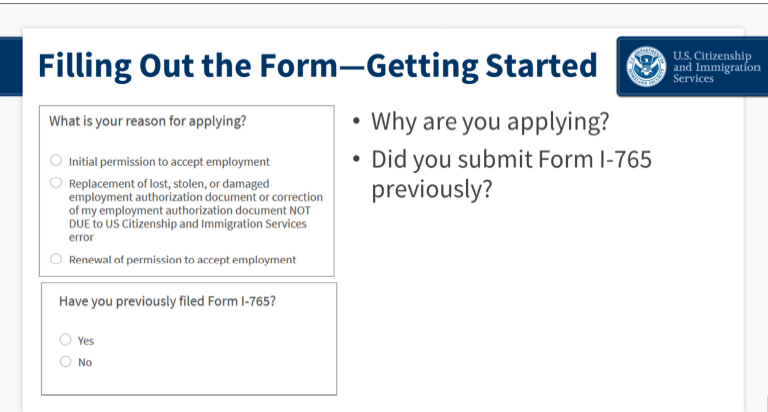 Filling Out the Form—Getting Started
U.S. Citizenship
and Immigration
Services
What is your reason for applying?
Initial permission to accept employment
Replacement of lost, stolen, or damaged
employment authorization document or correction
of my employment authorization document NOT
DUE to US Citizenship and Immigration Services
error
Renewal of permission to accept employment
Have you previously filed Form I-765?
Yes
No
• Why are you applying?
• Did you submit Form I-765
previously?